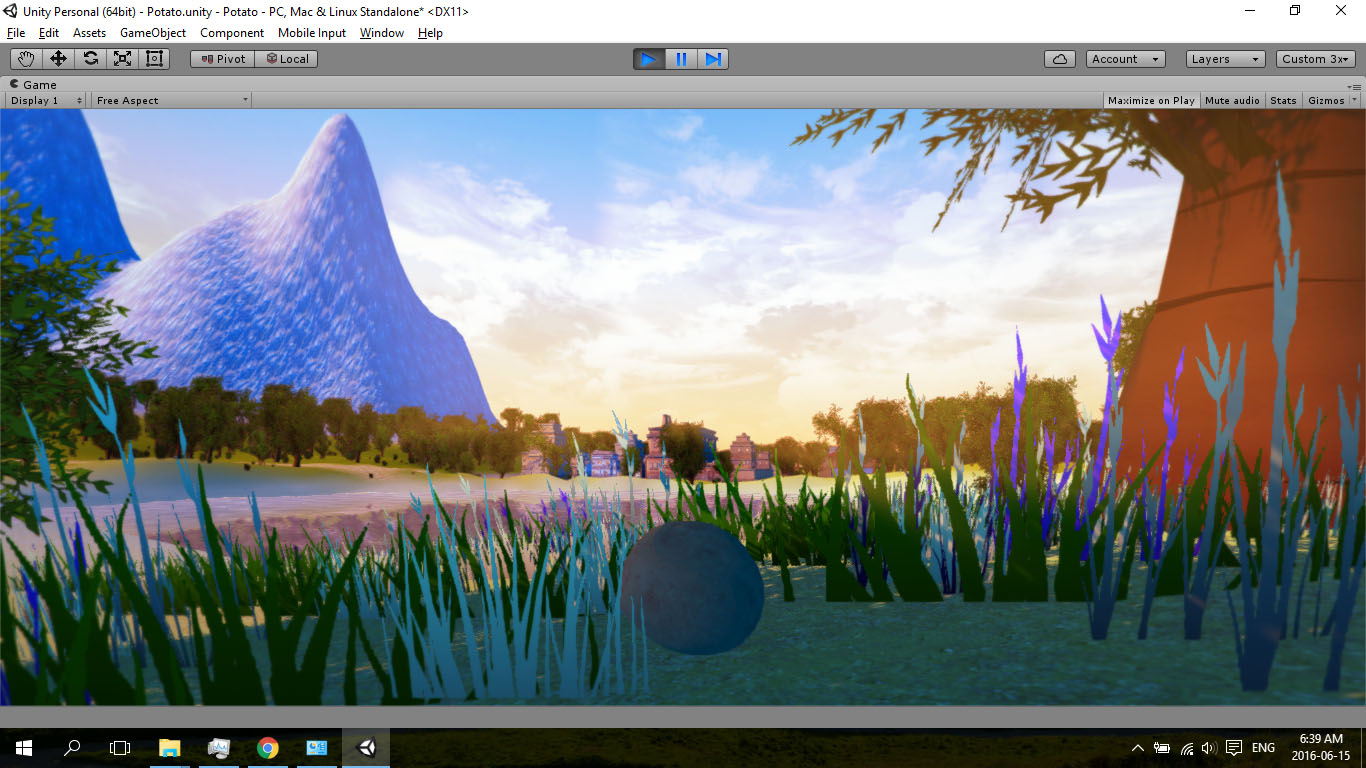 Unity Personal (64bit) - Potato.unity - Potato - PC, Mac & Linux Standalone* <DX11>
File Edit Assets GameObject Component Mobile Input Window Help
Pivot Local Account Layers Custom 3x
Game
Display 1 Free Aspect Maximize on Play Mute audio Stats Gizmos
ENG
6:39 AM
2016-06-15